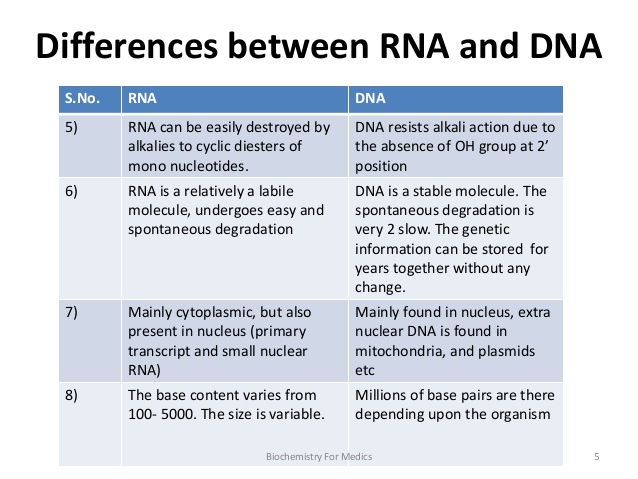 Differences between RNA and DNA
S.No. RNA DNA
5) RNA can be easily destroyed by DNA resists alkali action due to
alkalies to cyclic diesters of the absence of OH group at 2’
mono nucleotides. position
6) RNA is a relatively a labile DNA is a stable molecule. The
molecule, undergoes easy and spontaneous degradation is
spontaneous degradation very 2 slow. The genetic
information can be stored for
years together without any
change.
7) Mainly cytoplasmic, but also Mainly found in nucleus, extra
present in nucleus (primary nuclear DNA is found in
transcript and small nuclear mitochondria, and plasmids
RNA) etc
8) The base content varies from Millions of base pairs are there
100- 5000. The size is variable. depending upon the organism
Biochemistry For Medics 5